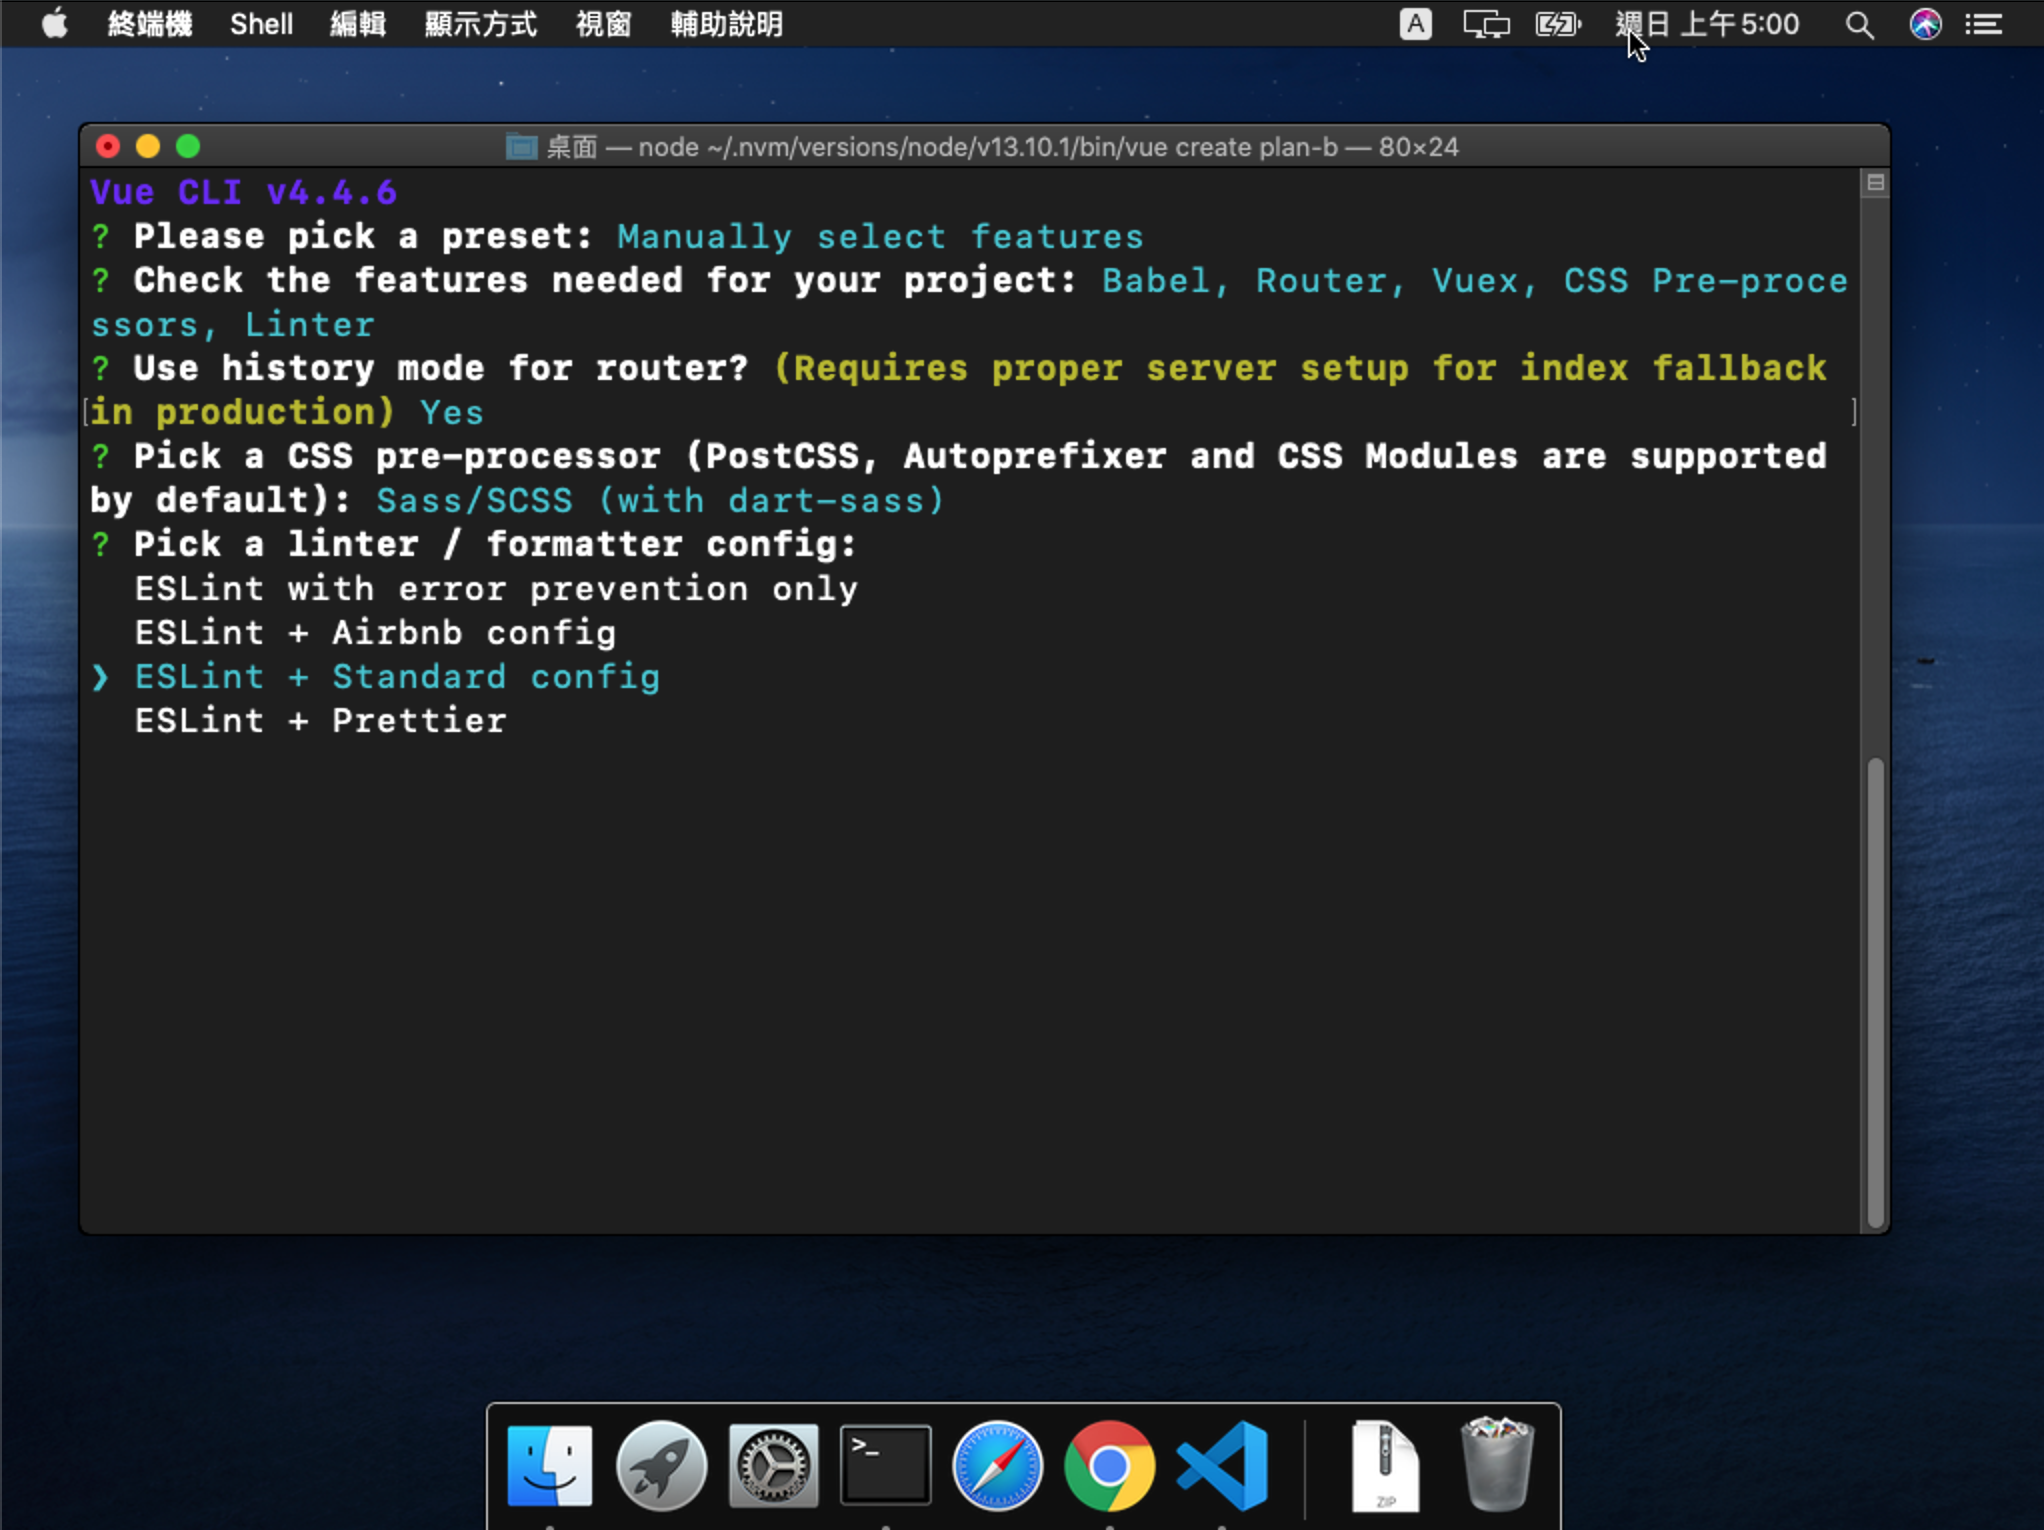 終端機 Shell 編輯 顯示方式 視窗 輔助說明 A 週日 上午5:00
桌面 — node ~/.nvm/versions/node/v13.10.1/bin/vue create plan-b — 80×24
Vue CLI v4.4.6
? Please pick a preset: Manually select features
? Check the features needed for your project: Babel, Router, Vuex, CSS Pre-proce
ssors, Linter
? Use history mode for router? (Requires proper server setup for index fallback
[in production) Yes ]
? Pick a CSS pre-processor (PostCSS, Autoprefixer and CSS Modules are supported
by default): Sass/SCSS (with dart-sass)
? Pick a linter / formatter config:
ESLint with error prevention only
ESLint + Airbnb config
❯ ESLint + Standard config
ESLint + Prettier
>_
ZIP